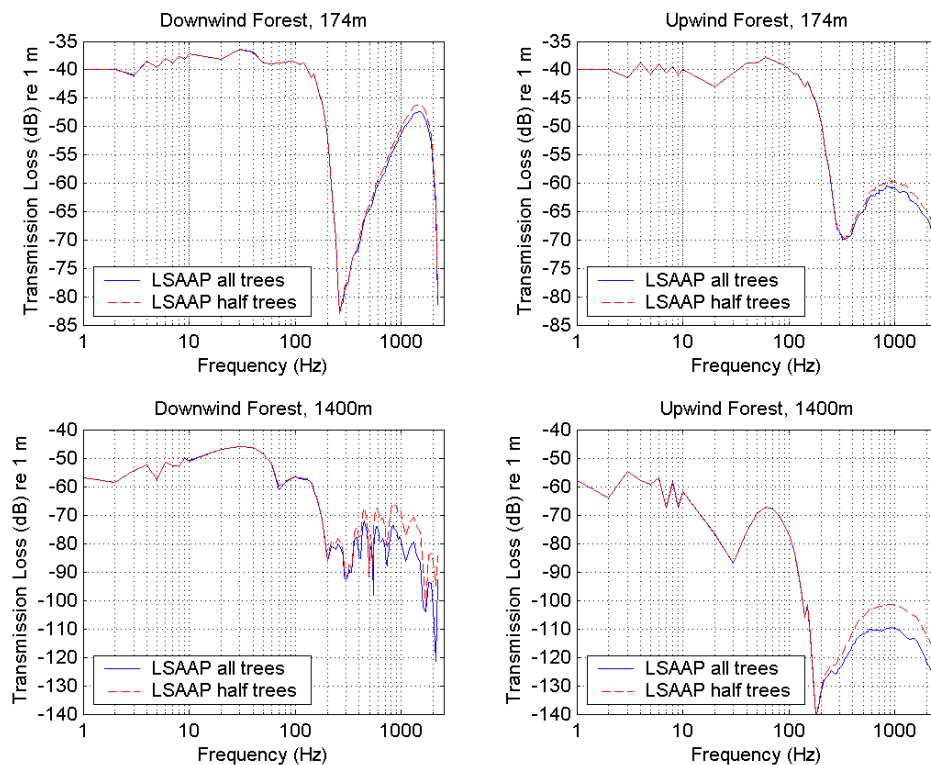 Downwind Forest, 174m
Transmission Loss (dB) re 1 m
-35
-40
-45
-50
-55
-60
-65
-70
-75
-80
-85
LSAAP all trees
LSAAP half trees
1 10 100 1000
Frequency (Hz)
Upwind Forest, 174m
Transmission Loss (dB) re 1 m
-35
-40
-45
-50
-55
-60
-65
-70
-75
-80
-85
LSAAP all trees
LSAAP half trees
1 10 100 1000
Frequency (Hz)
Downwind Forest, 1400m
Transmission Loss (dB) re 1 m
-40
-50
-60
-70
-80
-90
-100
-110
-120
-130
-140
LSAAP all trees
LSAAP half trees
1 10 100 1000
Frequency (Hz)
Upwind Forest, 1400m
Transmission Loss (dB) re 1 m
-40
-50
-60
-70
-80
-90
-100
-110
-120
-130
-140
LSAAP all trees
LSAAP half trees
1 10 100 1000
Frequency (Hz)